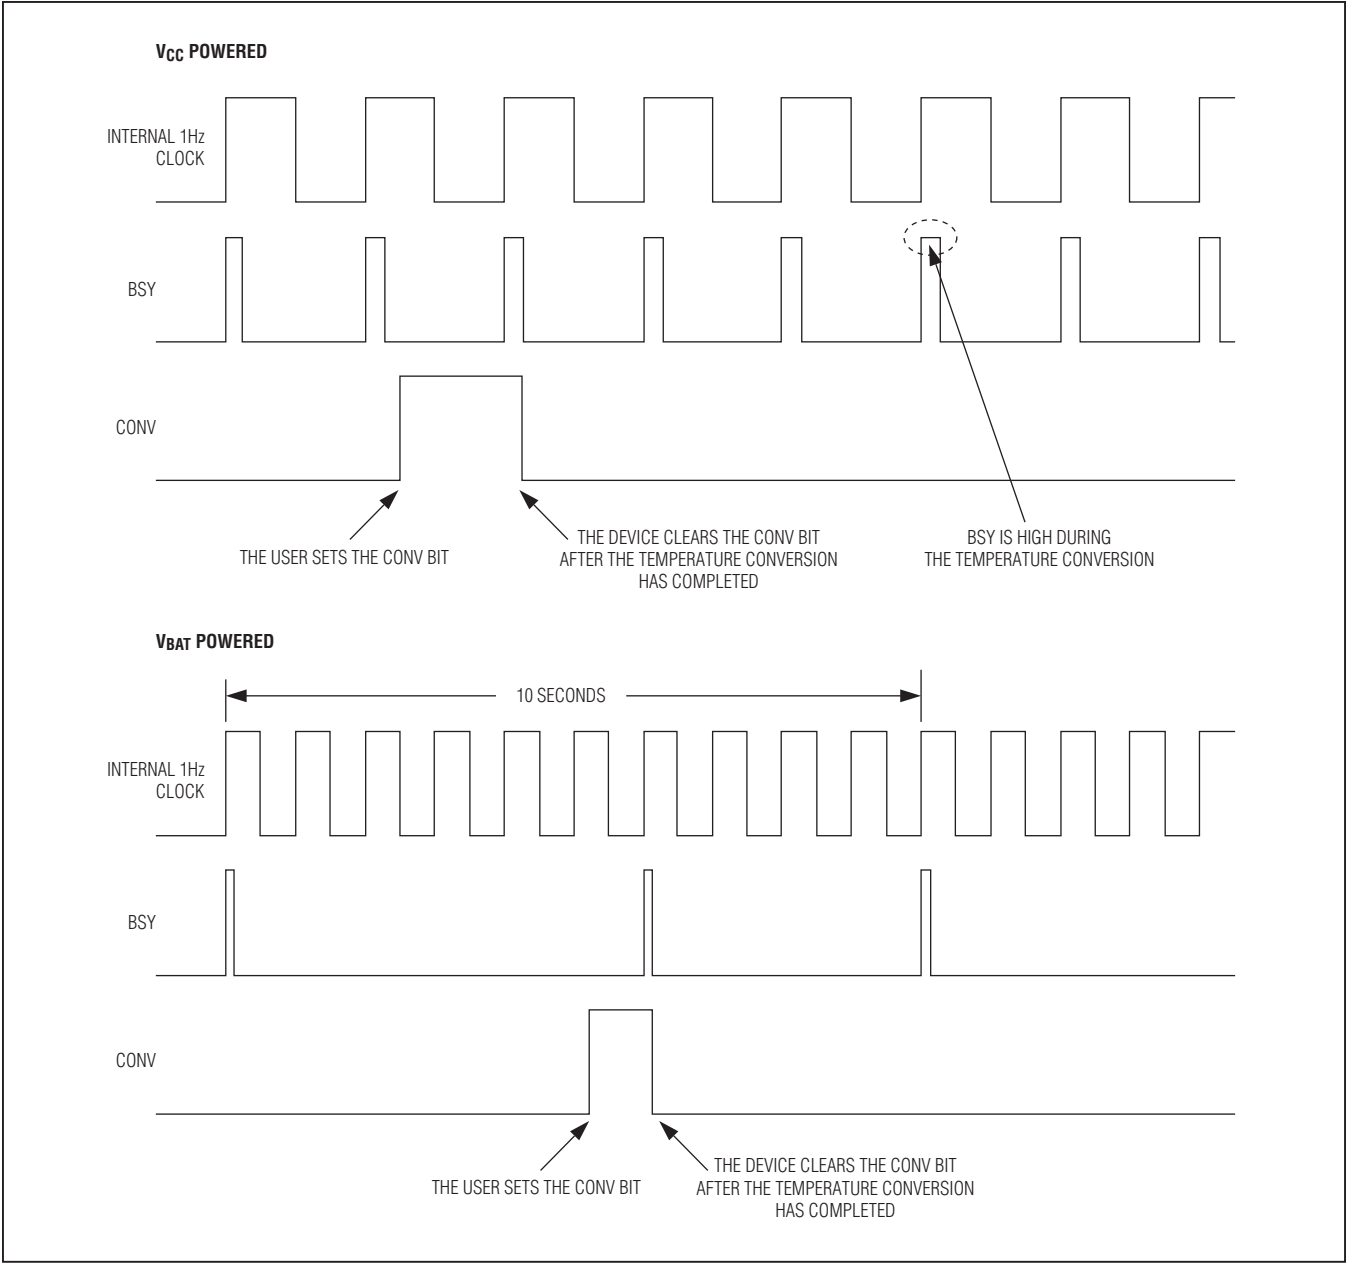 VCC POWERED
INTERNAL 1Hz
CLOCK
BSY
CONV
THE USER SETS THE CONV BIT
THE DEVICE CLEARS THE CONV BIT
AFTER THE TEMPERATURE CONVERSION
HAS COMPLETED
BSY IS HIGH DURING
THE TEMPERATURE CONVERSION
VBAT POWERED
10 SECONDS
INTERNAL 1Hz
CLOCK
BSY
CONV
THE USER SETS THE CONV BIT
THE DEVICE CLEARS THE CONV BIT
AFTER THE TEMPERATURE CONVERSION
HAS COMPLETED